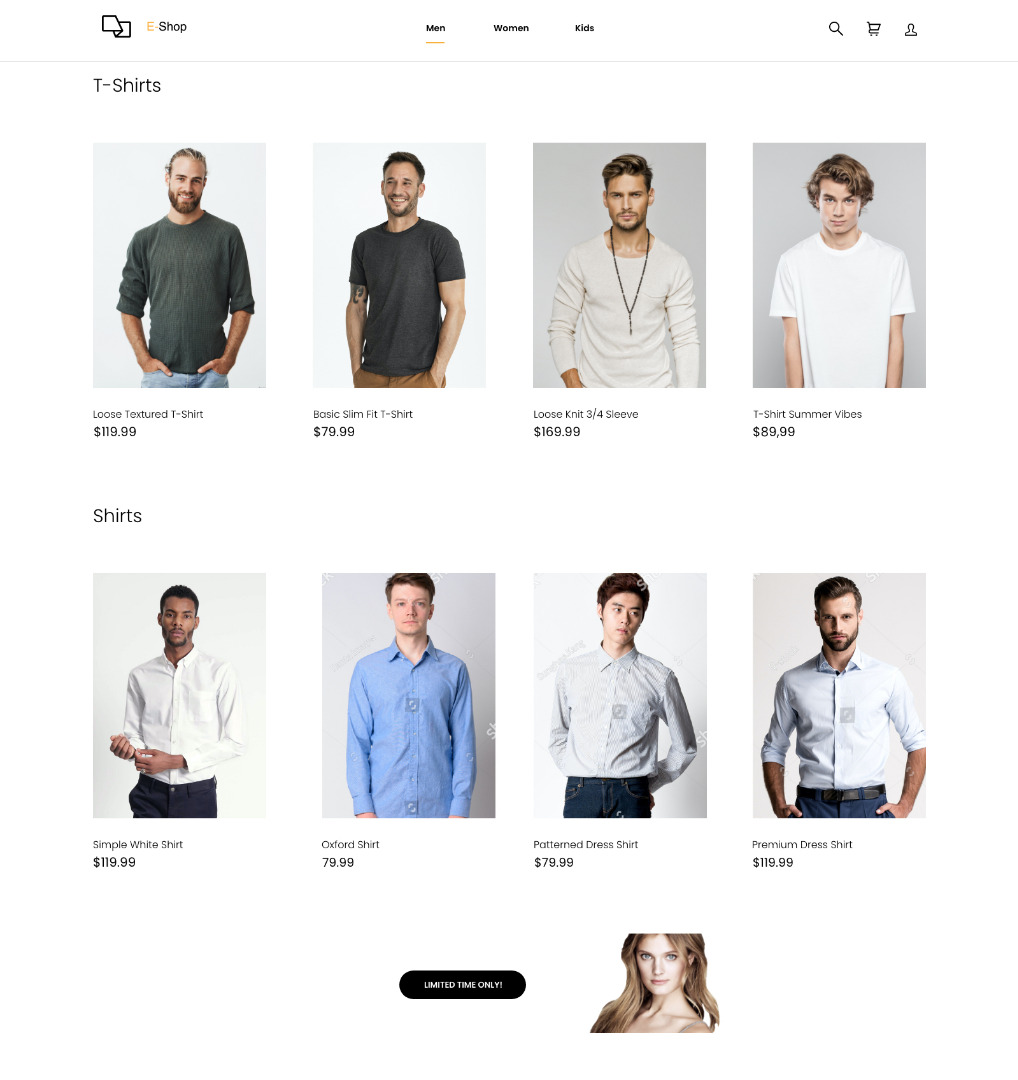 E-Shop
Men Women Kids
T-Shirts
Loose Textured T-Shirt
$119.99
Basic Slim Fit T-Shirt
$79.99
Loose Knit 3/4 Sleeve
$169.99
T-Shirt Summer Vibes
$89,99
Shirts
Simple White Shirt
$119.99
Oxford Shirt
79.99
Patterned Dress Shirt
$79.99
Premium Dress Shirt
$119.99
LIMITED TIME ONLY!